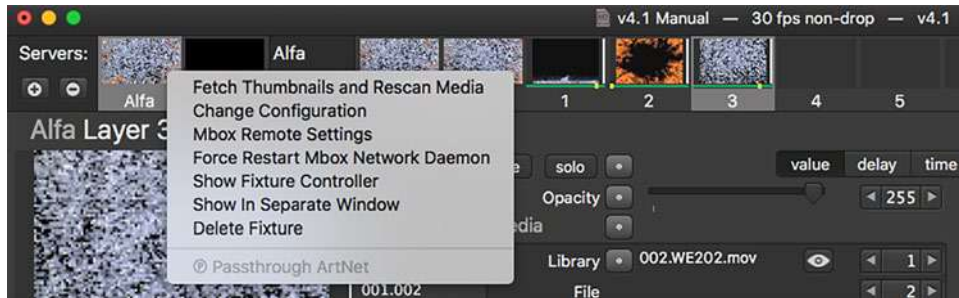 v4.1 Manual — 30 fps non-drop — v4.1
Servers:
Alfa
Alfa
1
2
3
4
5
Alfa Layer 3
Fetch Thumbnails and Rescan Media
Change Configuration
Mbox Remote Settings
Force Restart Mbox Network Daemon
Show Fixture Controller
Show In Separate Window
Delete Fixture
Ⓟ Passthrough ArtNet
e solo
value delay time
Opacity
255
edia
Library
002.WE202.mov
1
001.002
File
2